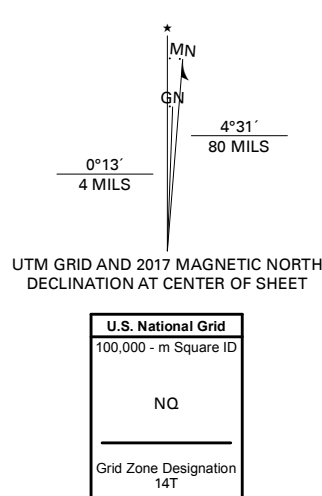 ★
MN
GN
4°31´
80 MILS
0°13´
4 MILS
UTM GRID AND 2017 MAGNETIC NORTH
DECLINATION AT CENTER OF SHEET
U.S. National Grid
100,000 - m Square ID
NQ
Grid Zone Designation
14T